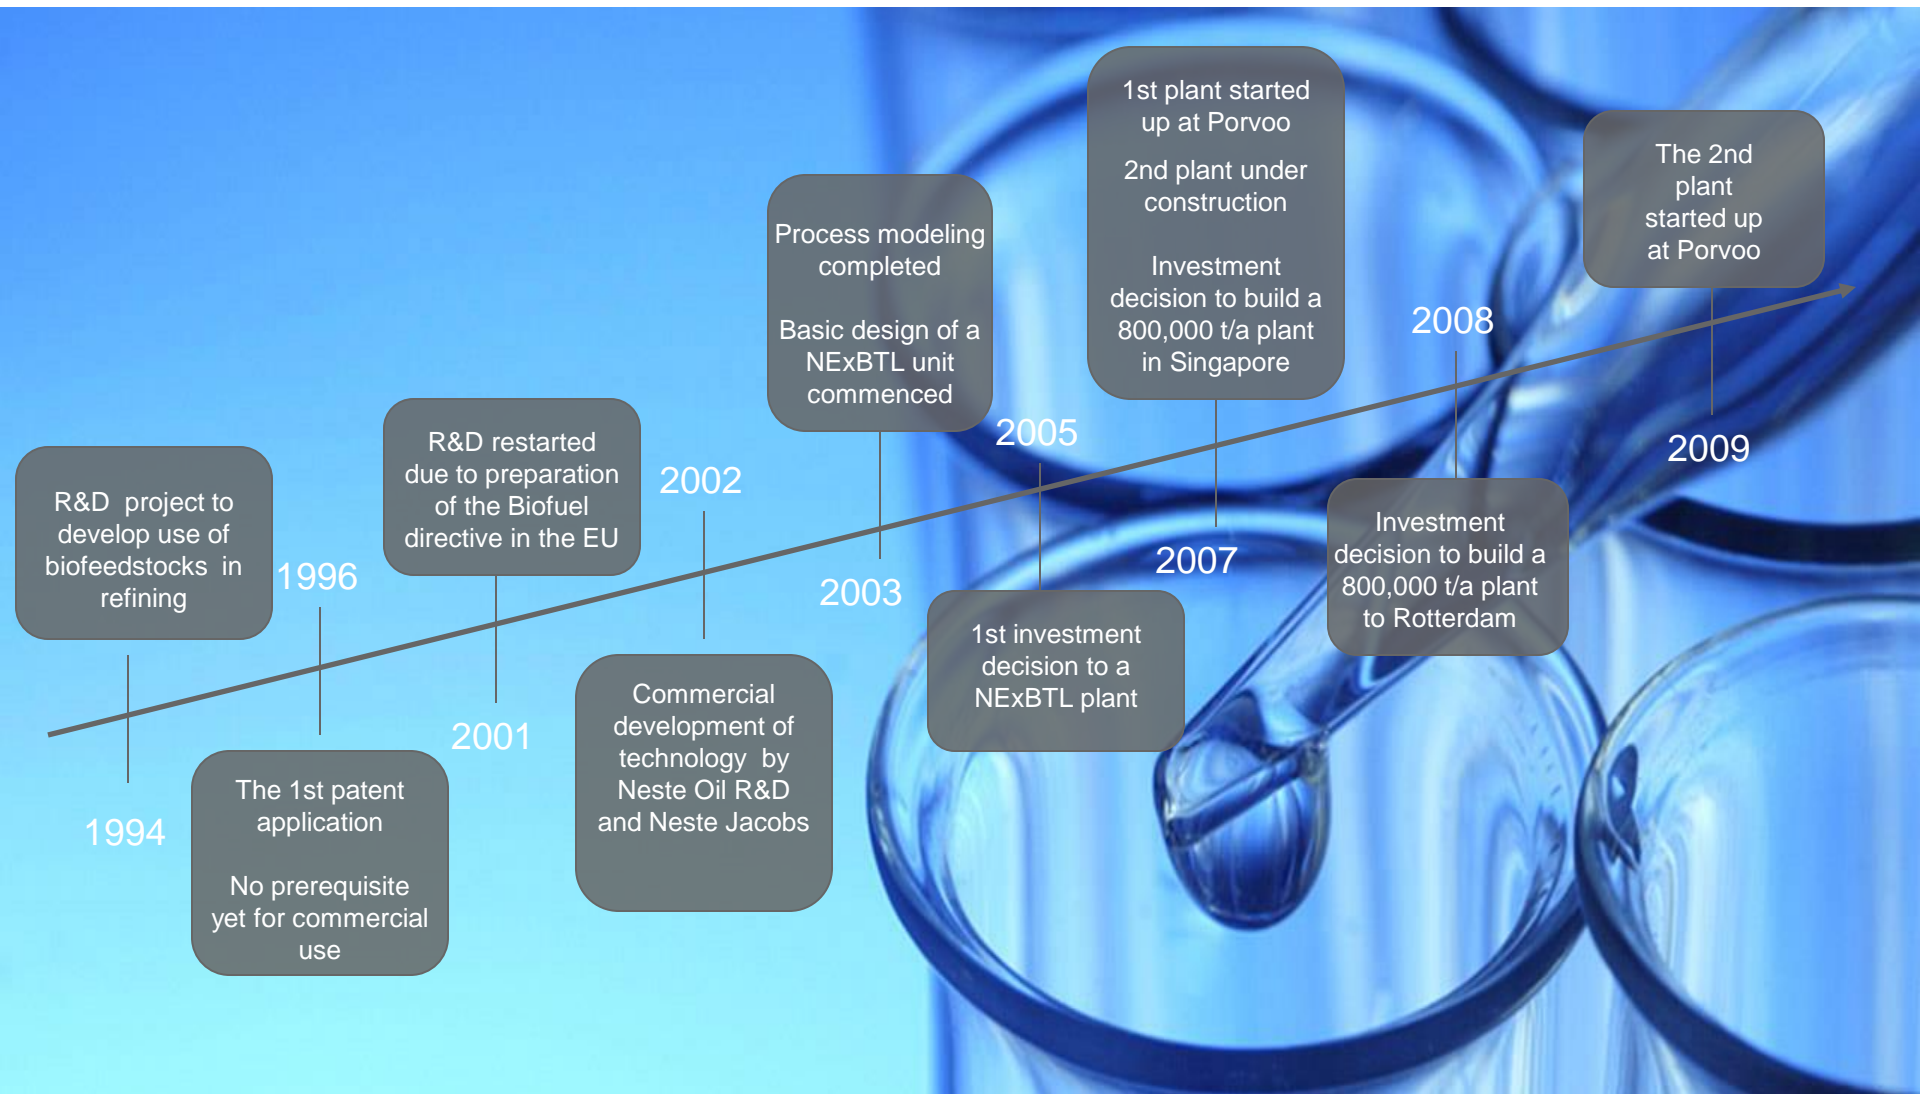 R&D project to
develop use of
biofeedstocks in
refining
1994
1996
The 1st patent
application
No prerequisite
yet for commercial
use
R&D restarted
due to preparation
of the Biofuel
directive in the EU
2001
2002
Commercial
development of
technology by
Neste Oil R&D
and Neste Jacobs
Process modeling
completed
Basic design of a
NExBTL unit
commenced
2003
2005
1st investment
decision to a
NExBTL plant
1st plant started
up at Porvoo
2nd plant under
construction
Investment
decision to build a
800,000 t/a plant
in Singapore
2007
2008
Investment
decision to build a
800,000 t/a plant
to Rotterdam
The 2nd
plant
started up
at Porvoo
2009